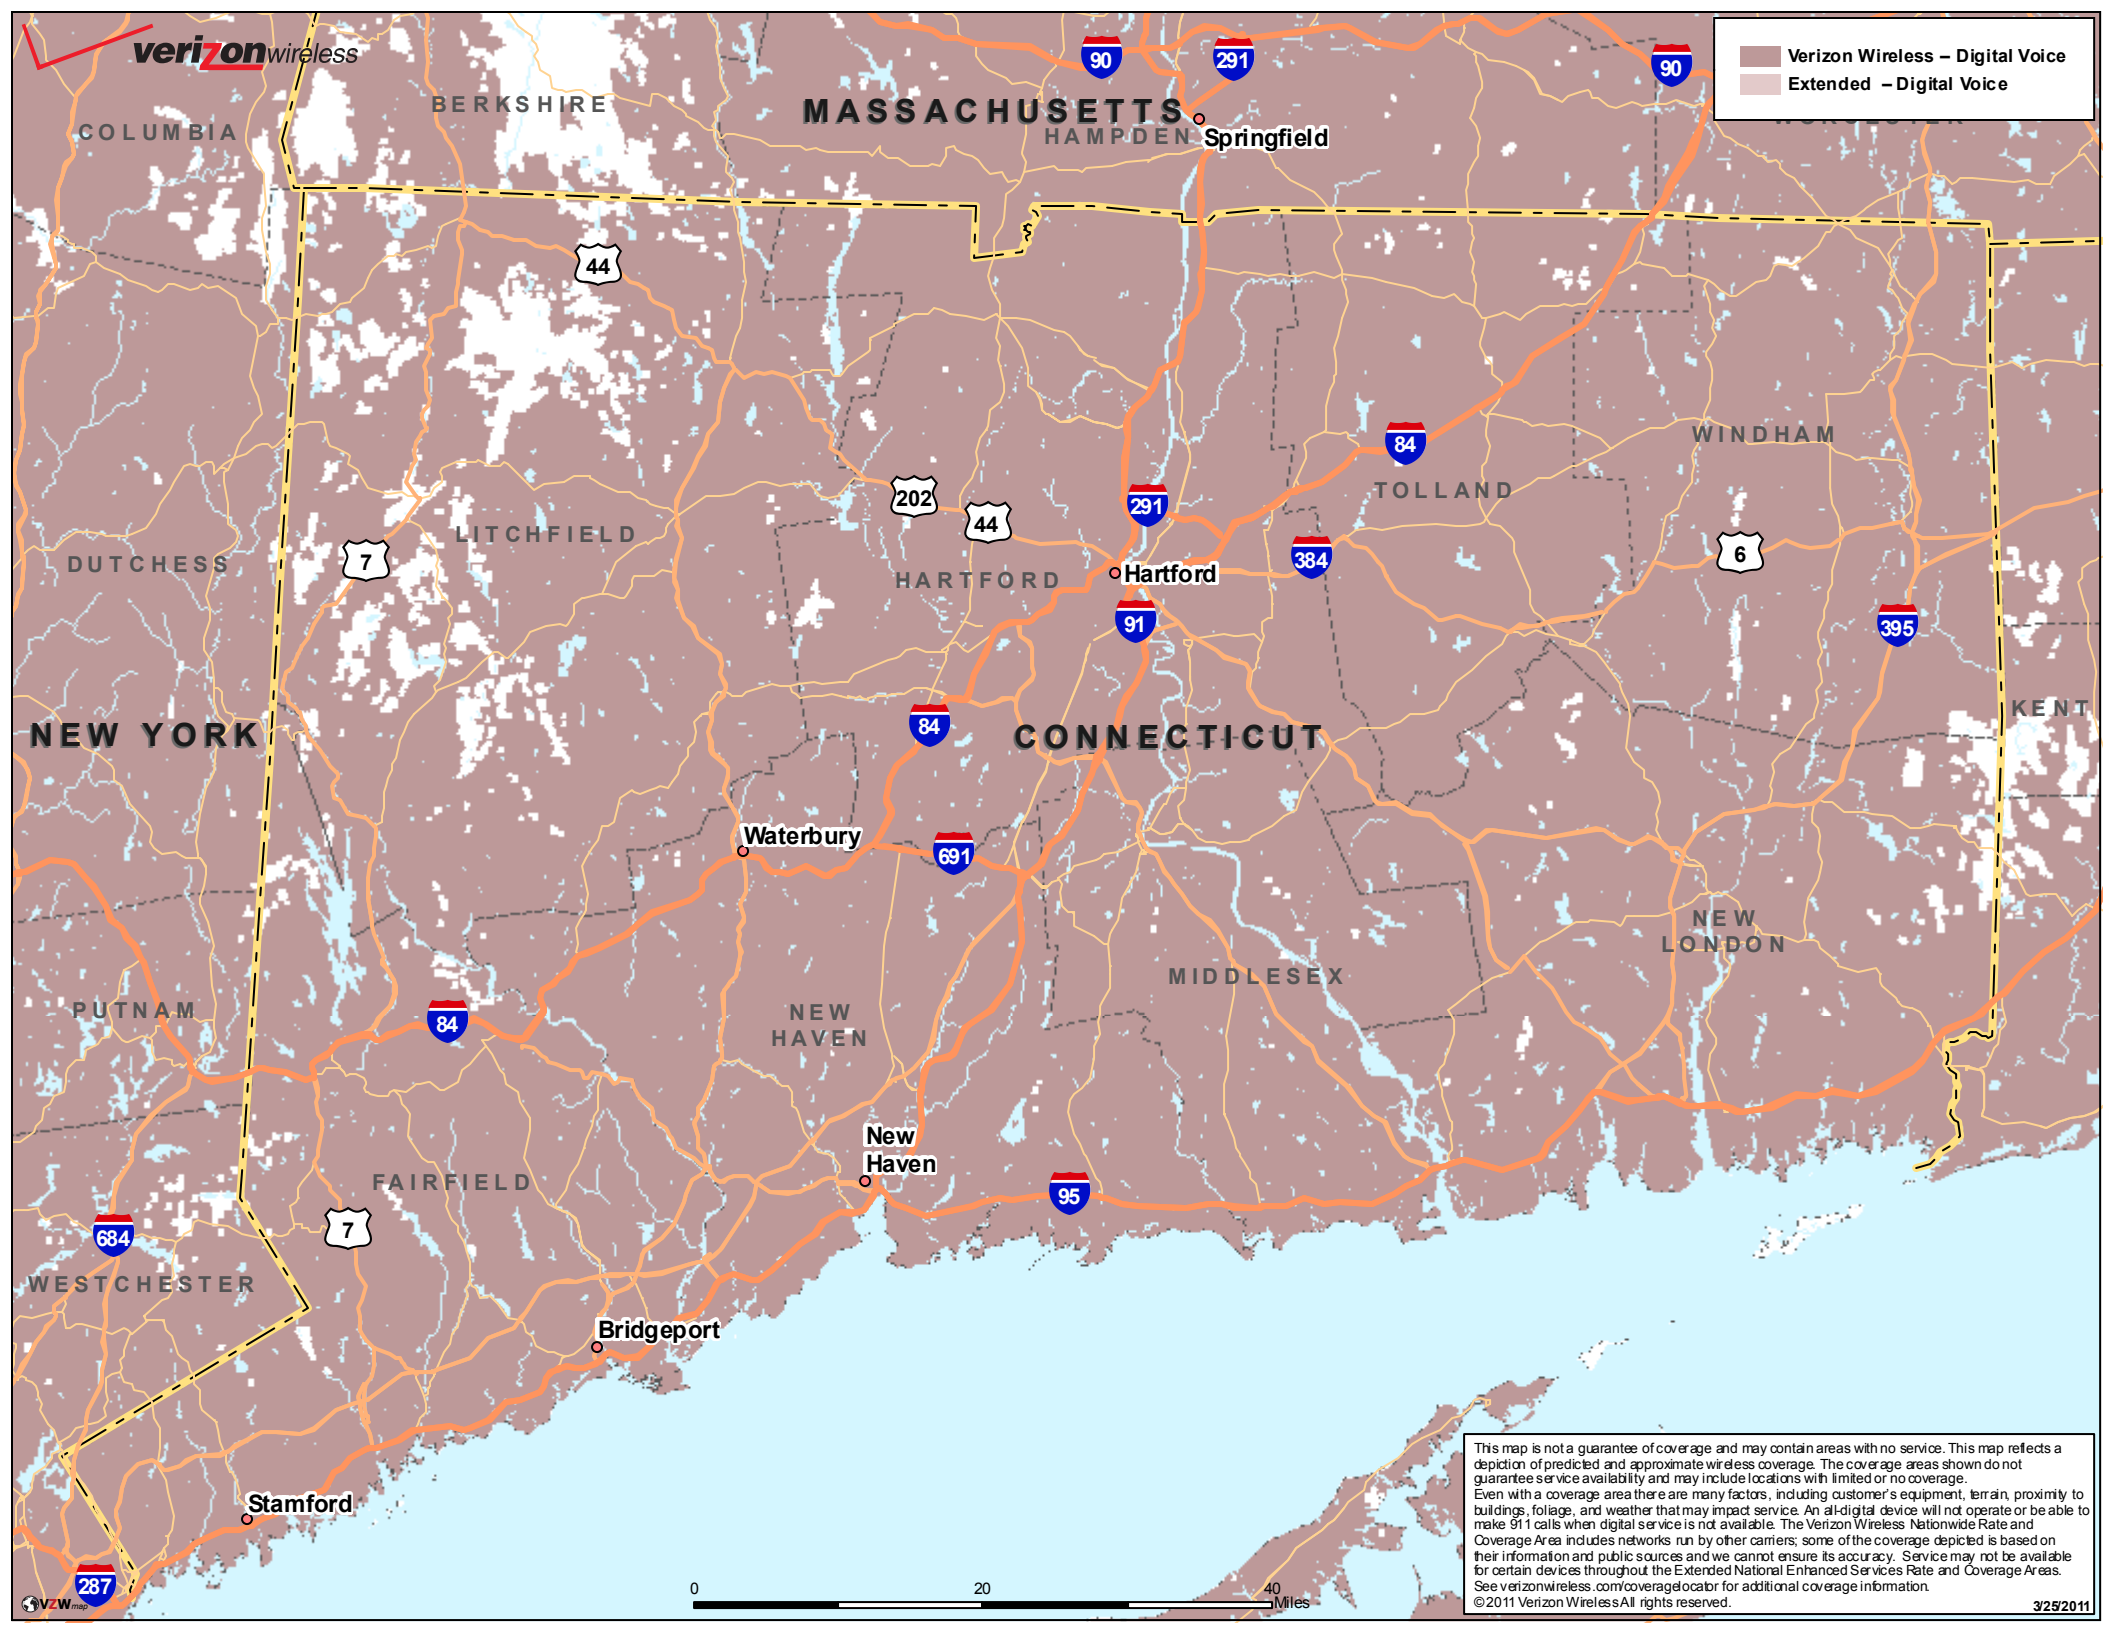 verizonwireless
90
291
90
Verizon Wireless – Digital Voice
Extended – Digital Voice
BERKSHIRE
MASSACHUSETTS
COLUMBIA
HAMPDEN
Springfield
WORCESTER
44
84
WINDHAM
202
44
291
TOLLAND
LITCHFIELD
7
DUTCHESS
HARTFORD
Hartford
384
6
91
395
NEW YORK
84
CONNECTICUT
KENT
Waterbury
691
NEW
LONDON
MIDDLESEX
PUTNAM
84
NEW
HAVEN
New
Haven
FAIRFIELD
95
7
684
WESTCHESTER
Bridgeport
Stamford
287
VZWmap
0 20 40
Miles
This map is not a guarantee of coverage and may contain areas with no service. This map reflects a
depiction of predicted and approximate wireless coverage. The coverage areas shown do not
guarantee service availability and may include locations with limited or no coverage.
Even with a coverage area there are many factors, including customer's equipment, terrain, proximity to
buildings, foliage, and weather that may impact service. An all-digital device will not operate or be able to
make 911 calls when digital service is not available. The Verizon Wireless Nationwide Rate and
Coverage Area includes networks run by other carriers; some of the coverage depicted is based on
their information and public sources and we cannot ensure its accuracy. Service may not be available
for certain devices throughout the Extended National Enhanced Services Rate and Coverage Areas.
See verizonwireless.com/coveragelocator for additional coverage information.
©2011 Verizon Wireless All rights reserved.
3/25/2011